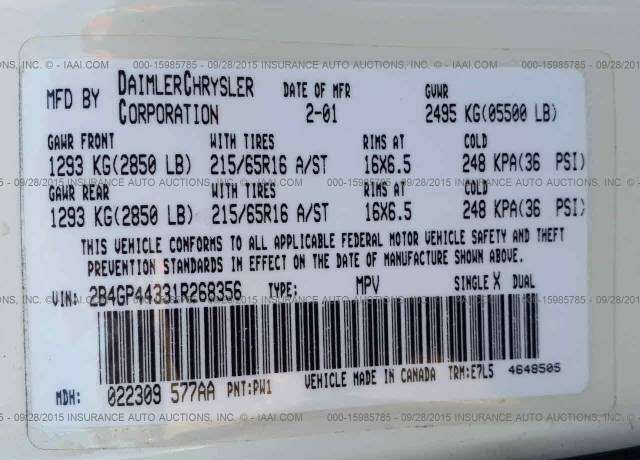 MFD BY DAIMLERCHRYSLER CORPORATION DATE OF MFR 2-01 GVWR 2495 KG(05500 LB)
GAWR FRONT WITH TIRES RIMS AT COLD
1293 KG(2850 LB) 215/65R16 A/ST 16X6.5 248 KPA(36 PSI)
GAWR REAR WITH TIRES RIMS AT COLD
1293 KG(2850 LB) 215/65R16 A/ST 16X6.5 248 KPA(36 PSI)
THIS VEHICLE CONFORMS TO ALL APPLICABLE FEDERAL MOTOR VEHICLE SAFETY AND THEFT
PREVENTION STANDARDS IN EFFECT ON THE DATE OF MANUFACTURE SHOWN ABOVE.
VIN: 2B4GP44331R268356 TYPE: MPV SINGLE X DUAL
MDH: 022309 577AA PNT:PW1 VEHICLE MADE IN CANADA TRM:E7L5 4648505
000-15985785 - 09/28/2015 INSURANCE AUTO AUCTIONS, INC. © - IAAI.COM